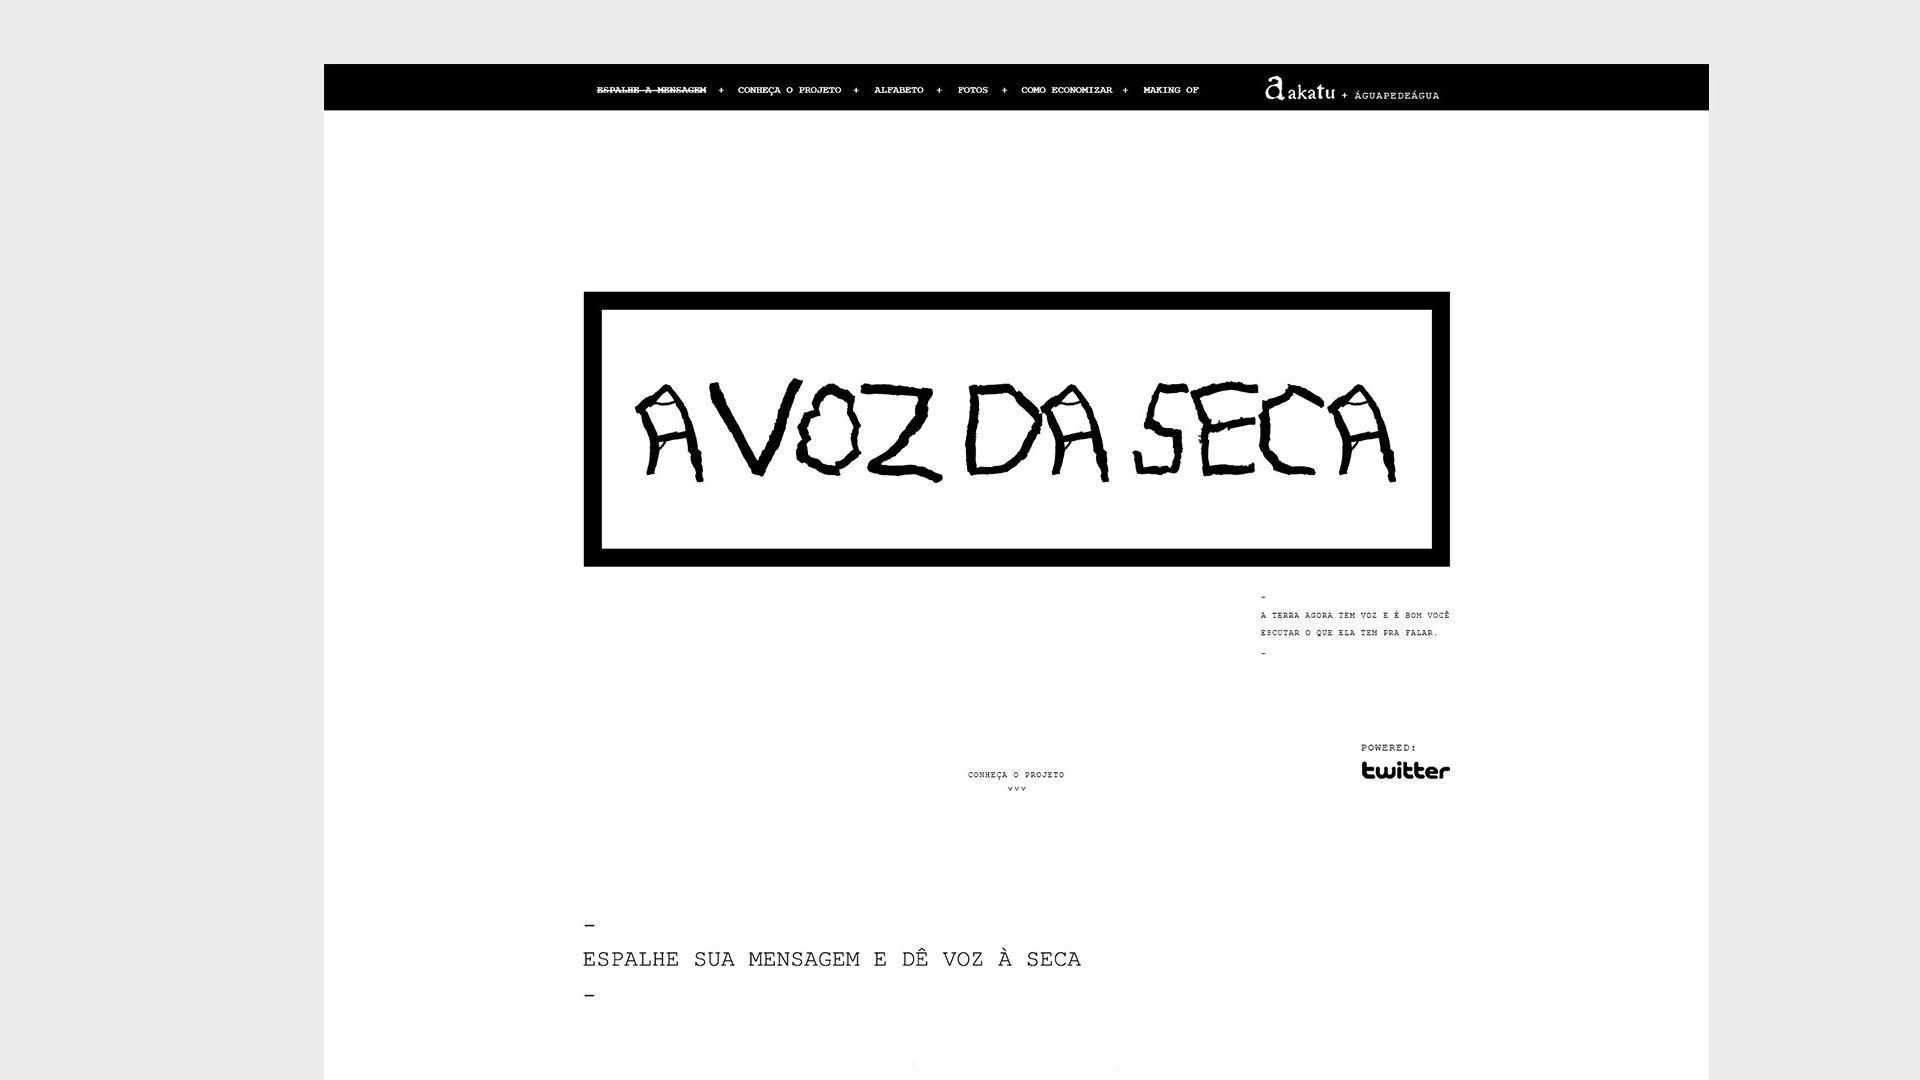 ESPALHE A MENSAGEM + CONHEÇA O PROJETO + ALFABETO + FOTOS + COMO ECONOMIZAR + MAKING OF
a akatu + ÁGUAPEDEÁGUA
A VOZ DA SECA
-
A TERRA AGORA TEM VOZ E É BOM VOCÊ
ESCUTAR O QUE ELA TEM PRA FALAR.
-
POWERED:
twitter
CONHEÇA O PROJETO
vvv
-
ESPALHE SUA MENSAGEM E DÊ VOZ À SECA
-